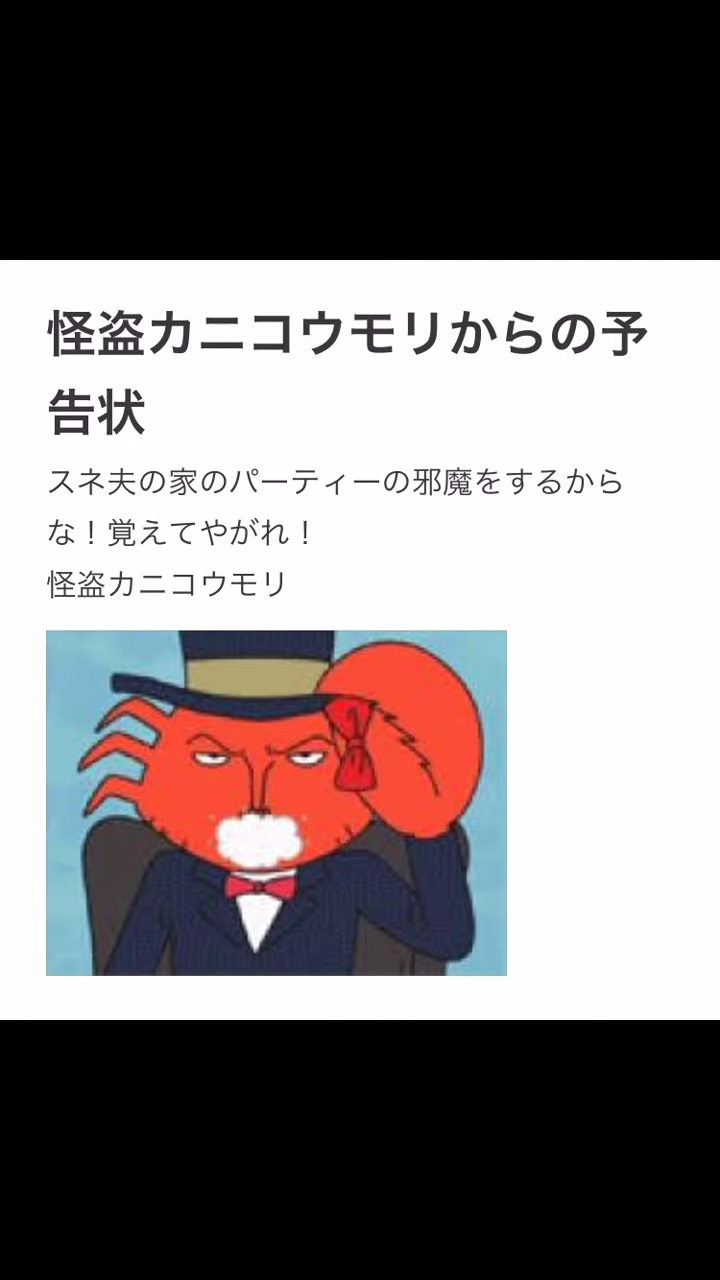 怪盗カニコウモリからの予
告状
スネ夫の家のパーティーの邪魔をするから
な！覚えてやがれ！
怪盗カニコウモリ